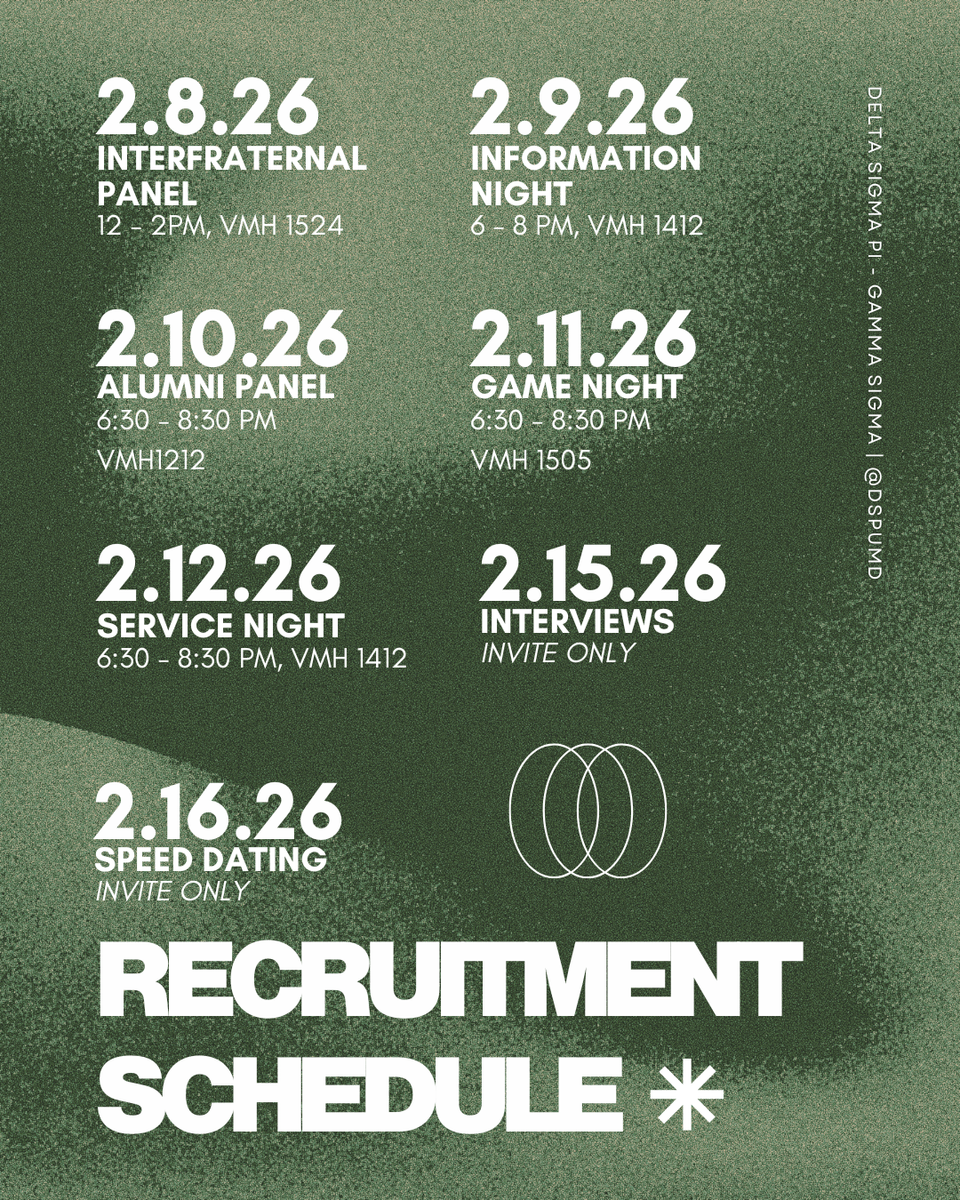 2.8.26
INTERFRATERNAL
PANEL
12 - 2PM, VMH 1524
2.9.26
INFORMATION
NIGHT
6 - 8 PM, VMH 1412
2.10.26
ALUMNI PANEL
6:30 - 8:30 PM
VMH1212
2.11.26
GAME NIGHT
6:30 - 8:30 PM
VMH 1505
2.12.26
SERVICE NIGHT
6:30 - 8:30 PM, VMH 1412
2.15.26
INTERVIEWS
INVITE ONLY
2.16.26
SPEED DATING
INVITE ONLY
RECRUITMENT
SCHEDULE
DELTA SIGMA PI - GAMMA SIGMA | @DSPUMD